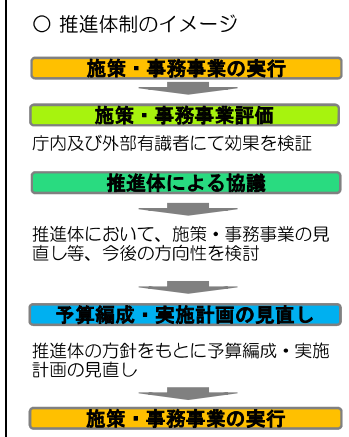 ○ 推進体制のイメージ
施策・事務事業の実行
施策・事務事業評価
庁内及び外部有識者にて効果を検証
推進体による協議
推進体において、施策・事務事業の見
直し等、今後の方向性を検討
予算編成・実施計画の見直し
推進体の方針をもとに予算編成・実施
計画の見直し
施策・事務事業の実行